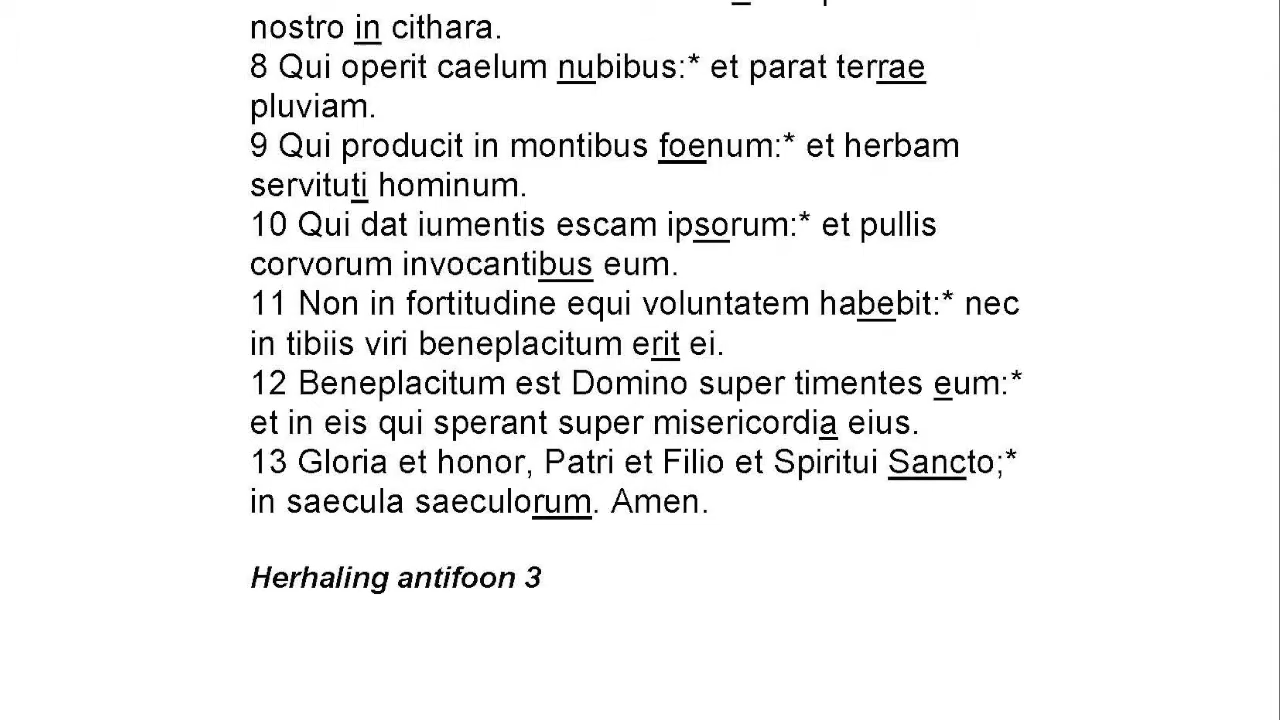 nostro in cithara.
8 Qui operit caelum nubibus:* et parat terrae
pluviam.
9 Qui producit in montibus foenum:* et herbam
servituti hominum.
10 Qui dat iumentis escam ipsorum:* et pullis
corvorum invocantibus eum.
11 Non in fortitudine equi voluntatem habebit:* nec
in tibiis viri beneplacitum erit ei.
12 Beneplacitum est Domino super timentes eum:*
et in eis qui sperant super misericordia eius.
13 Gloria et honor, Patri et Filio et Spiritui Sancto;*
in saecula saeculorum. Amen.
Herhaling antifoon 3